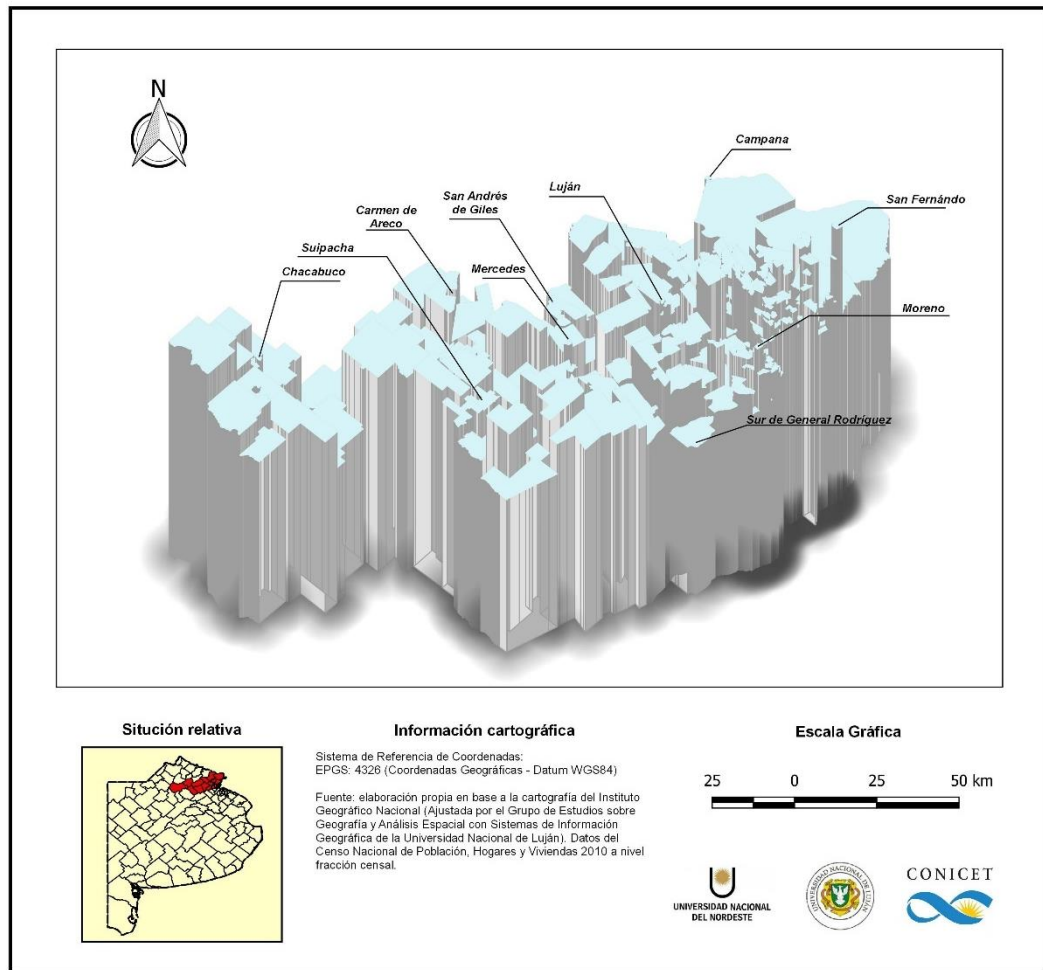 N
Campana
San Fernándo
Luján
San Andrés
de Giles
Carmen de
Areco
Suipacha
Mercedes
Chacabuco
Moreno
Sur de General Rodríguez
Situción relativa
Información cartográfica
Sistema de Referencia de Coordenadas:
EPGS: 4326 (Coordenadas Geográficas - Datum WGS84)
Fuente: elaboración propia en base a la cartografía del Instituto
Geográfico Nacional (Ajustada por el Grupo de Estudios sobre
Geografía y Análisis Espacial con Sistemas de Información
Geográfica de la Universidad Nacional de Luján). Datos del
Censo Nacional de Población, Hogares y Viviendas 2010 a nivel
fracción censal.
Escala Gráfica
25 0 25 50 km
UNIVERSIDAD NACIONAL
DEL NORDESTE
UNIVERSIDAD NACIONAL DE LUJÁN
CONICET